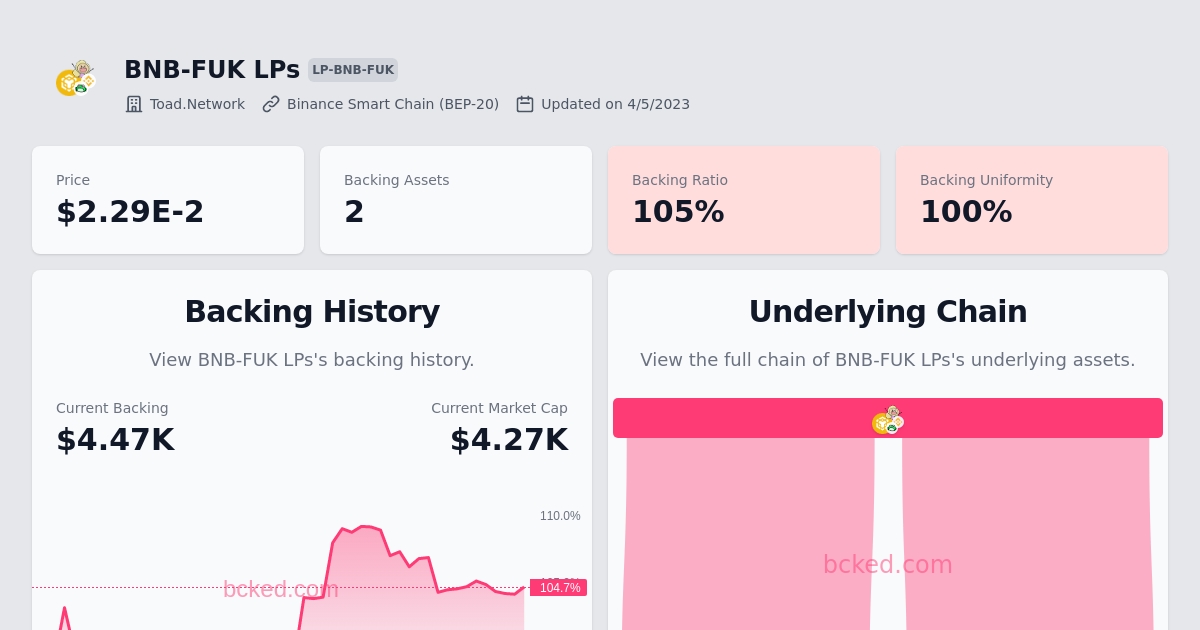 BNB-FUK LPs LP-BNB-FUK
Toad.Network Binance Smart Chain (BEP-20) Updated on 4/5/2023
Price
$2.29E-2
Backing Assets
2
Backing Ratio
105%
Backing Uniformity
100%
Backing History
View BNB-FUK LPs's backing history.
Current Backing
$4.47K
Current Market Cap
$4.27K
110.0%
104.7%
bcked.com
Underlying Chain
View the full chain of BNB-FUK LPs's underlying assets.
bcked.com